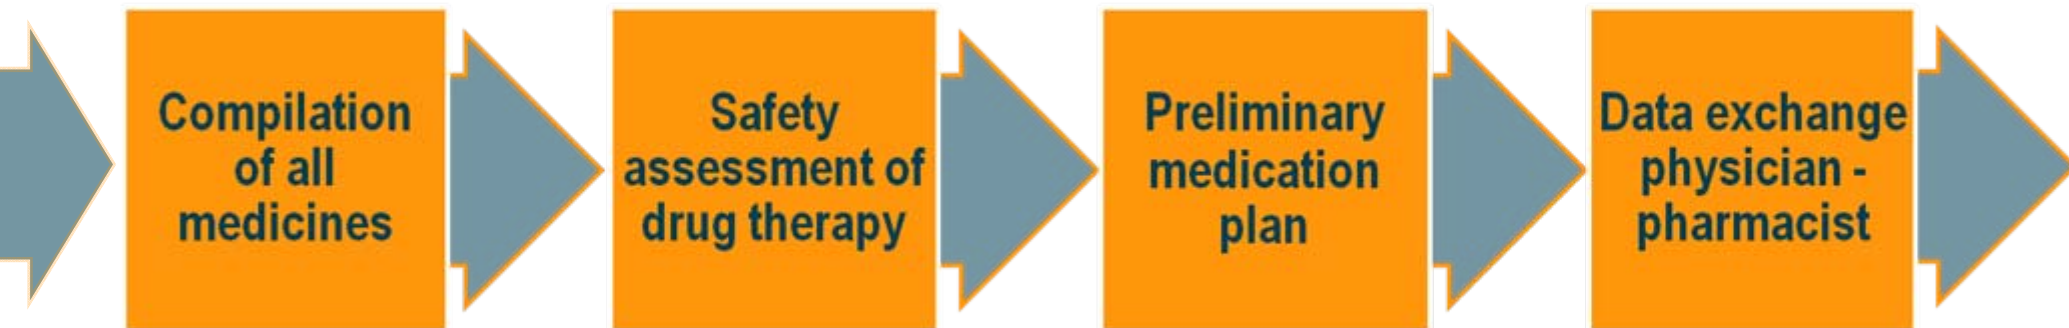 Compilation
of all
medicines
Safety
assessment of
drug therapy
Preliminary
medication
plan
Data exchange
physician -
pharmacist